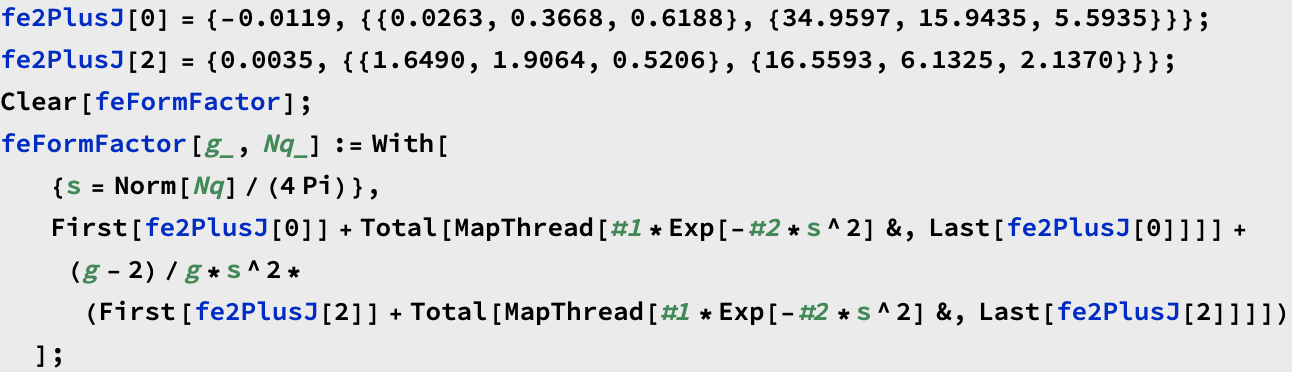 fe2PlusJ[0] = {-0.0119, {{0.0263, 0.3668, 0.6188}, {34.9597, 15.9435, 5.5935}}};
fe2PlusJ[2] = {0.0035, {{1.6490, 1.9064, 0.5206}, {16.5593, 6.1325, 2.1370}}};
Clear[feFormFactor];
feFormFactor[g_, Nq_] := With[
{s = Norm[Nq] / (4 Pi)},
First[fe2PlusJ[0]] + Total[MapThread[#1 * Exp[-#2 * s^2] &, Last[fe2PlusJ[0]]]] +
(g - 2) / g * s^2 *
(First[fe2PlusJ[2]] + Total[MapThread[#1 * Exp[-#2 * s^2] &, Last[fe2PlusJ[2]]]])
];